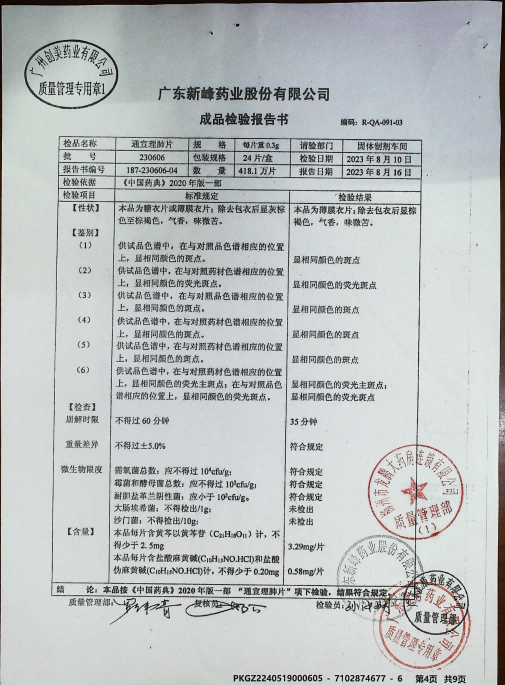 广州创美药业有限公司
质量管理专用章1
广东新峰药业股份有限公司
成品检验报告书
编码：R-QA-091-03
检品名称 通宣理肺片 规 格 每片重0.3g 请验部门 固体制剂车间
批 号 230606 包装规格 24片/盒 检验日期 2023年8月10日
报告书编号 187-230606-04 数 量 418.1万片 报告日期 2023年8月16日
检验依据 《中国药典》2020年版一部
检验项目 标准规定 检验结果
【性状】 本品为糖衣片或薄膜衣片；除去包衣后显灰棕 本品为薄膜衣片；除去包衣后显棕
色至棕褐色，气香，味微苦。 褐色，气香，味微苦。
【鉴别】
（1） 供试品色谱中，在与对照品色谱相应的位置
上，显相同颜色的斑点。 显相同颜色的斑点
（2） 供试品色谱中，在与对照药材色谱相应的位置
上，显相同颜色的荧光斑点。 显相同颜色的荧光斑点
（3） 供试品色谱中，在与对照药品色谱相应的位置
上，显相同颜色的斑点。 显相同颜色的斑点
（4） 供试品色谱中，在与对照药材色谱相应的位置
上，显相同颜色的斑点。 显相同颜色的斑点
（5） 供试品色谱中，在与对照药材色谱相应的位置
上，显相同颜色的斑点。 显相同颜色的斑点
（6） 供试品色谱中，在与对照药材色谱相应的位置
上，显相同颜色的荧光主斑点；在与对照品色 显相同颜色的荧光主斑点；
谱相应的位置上，显相同颜色的荧光斑点。 显相同颜色的荧光斑点
【检查】
崩解时限 不得过60分钟 35分钟
重量差异 不得过±5.0% 符合规定
微生物限度 需氧菌总数：应不得过10⁴cfu/g； 符合规定
霉菌和酵母菌总数：应不得过10²cfu/g； 符合规定
耐胆盐革兰阴性菌：应小于10²cfu/g。 符合规定
大肠埃希菌：不得检出/1g； 未检出
沙门菌：不得检出/10g； 未检出
【含量】 本品每片含黄芩以黄芩苷（C₂₁H₁₈O₁₁）计，不
得少于2.5mg 3.29mg/片
本品每片含盐酸麻黄碱(C₁₀H₁₅NO.HCl)和盐酸
伪麻黄碱(C₁₀H₁₅NO.HCl)计，不得少于0.20mg 0.58mg/片
结 论：本品按《中国药典》2020年版一部“通宣理肺片”项下检验，结果符合规定。
质量管理部 复核员 检验员：
质量管理部
质量管理部
质量管理专用章
PKGZ2240519000605 - 7102874677 - 6 第4页 共9页